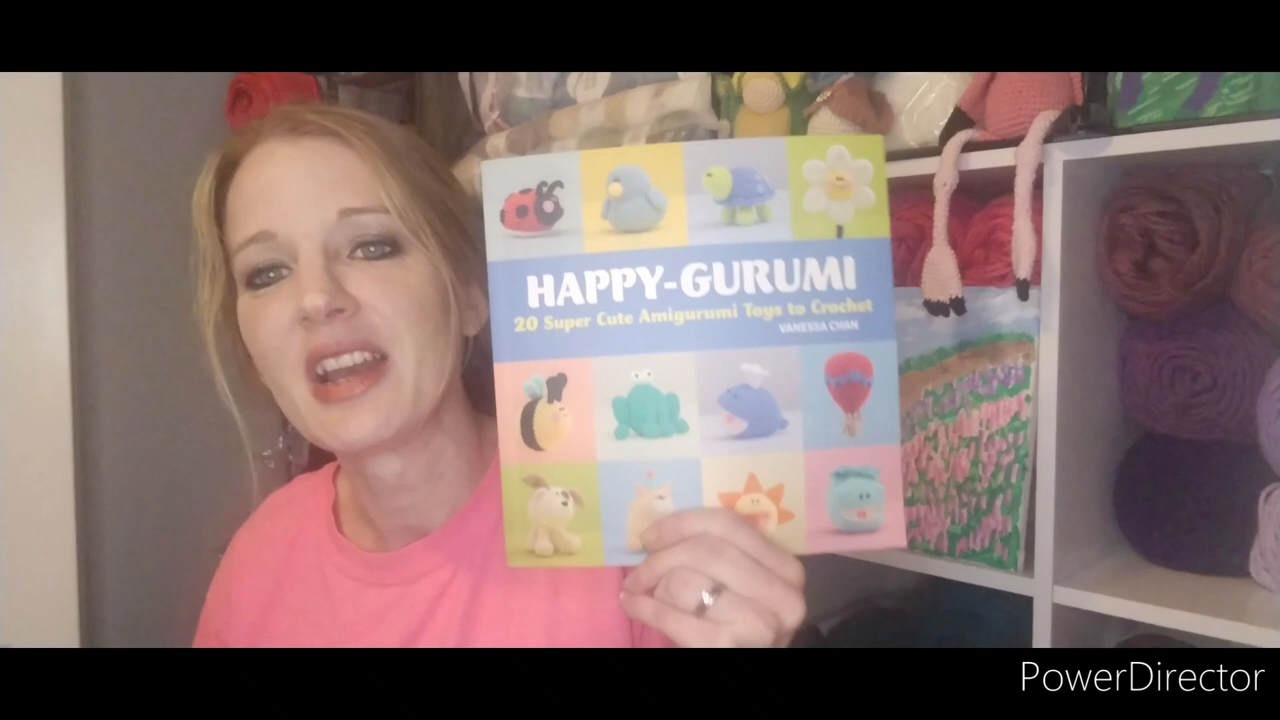 HAPPY-GURUMI
20 Super Cute Amigurumi Toys to Crochet
VANESSA CHAN
PowerDirector